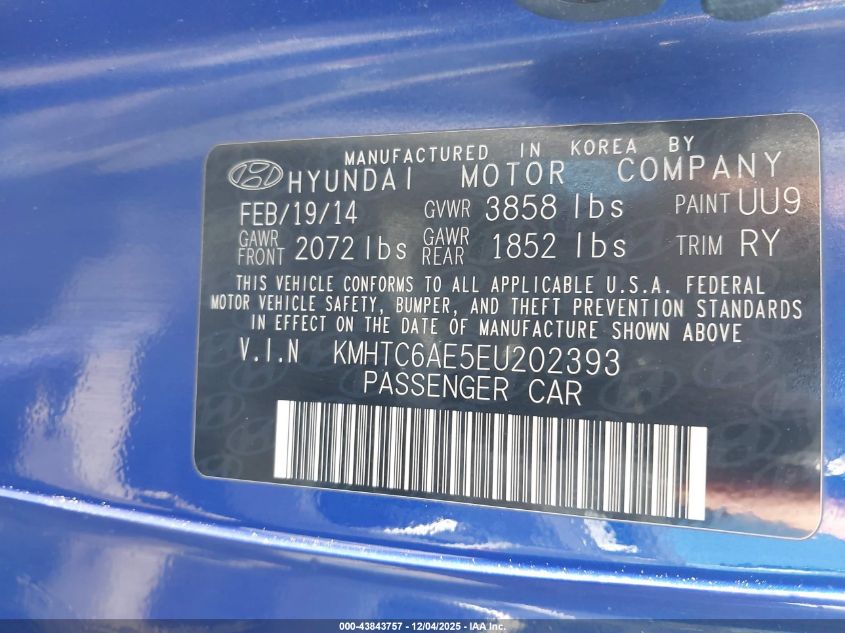 MANUFACTURED IN KOREA BY
HYUNDAI MOTOR COMPANY
FEB/19/14 GVWR 3858 lbs PAINT UU9
GAWR FRONT 2072 lbs GAWR REAR 1852 lbs TRIM RY
THIS VEHICLE CONFORMS TO ALL APPLICABLE U.S.A. FEDERAL
MOTOR VEHICLE SAFETY, BUMPER, AND THEFT PREVENTION STANDARDS
IN EFFECT ON THE DATE OF MANUFACTURE SHOWN ABOVE
V.I.N KMHTC6AE5EU202393
PASSENGER CAR
000-43843757 - 12/04/2025 - IAA Inc.